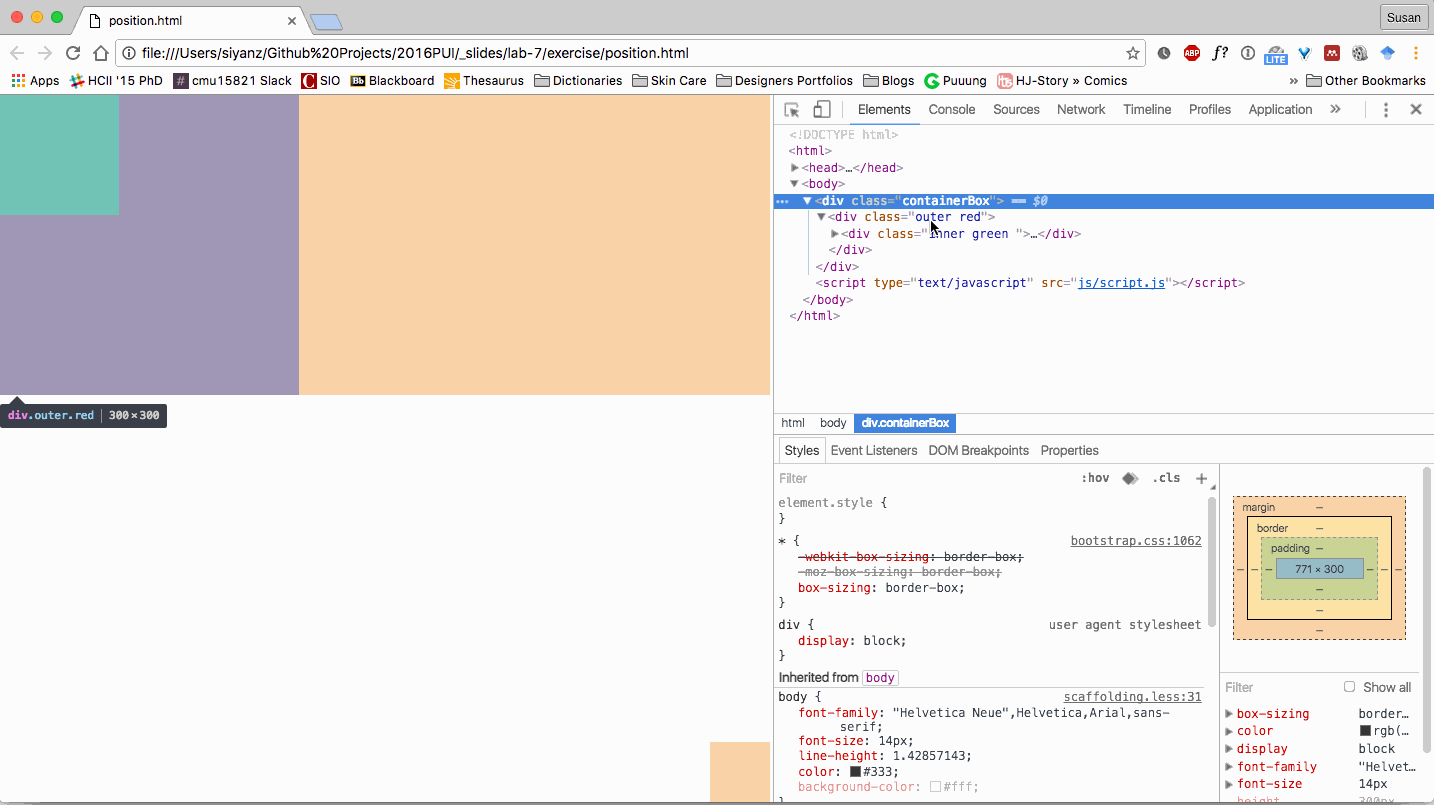 position.html
Susan
file:///Users/siyanz/Github%20Projects/2016PUI/_slides/lab-7/exercise/position.html
ABP f? LITE
Apps HCII '15 PhD # cmu15821 Slack C SIO Bb Blackboard Thesaurus Dictionaries Skin Care Designers Portfolios Blogs Puuung HJ-Story » Comics » Other Bookmarks
Elements Console Sources Network Timeline Profiles Application »
<!DOCTYPE html>
<html>
▶<head>…</head>
▼<body>
… ▼<div class="containerBox"> == $0
▼<div class="outer red">
▶<div class="inner green ">…</div>
</div>
</div>
<script type="text/javascript" src="js/script.js"></script>
</body>
</html>
div.outer.red | 300×300
html body div.containerBox
Styles Event Listeners DOM Breakpoints Properties
Filter :hov .cls +
element.style {
}
* { bootstrap.css:1062
-webkit-box-sizing: border-box;
-moz-box-sizing: border-box;
box-sizing: border-box;
}
div { user agent stylesheet
display: block;
}
Inherited from body
body { scaffolding.less:31
font-family: "Helvetica Neue",Helvetica,Arial,sans-
serif;
font-size: 14px;
line-height: 1.42857143;
color: #333;
background-color: #fff;
}
margin –
border –
padding –
– – – 771 × 300 – – –
–
–
–
Filter Show all
▶ box-sizing border…
▶ color rgb(…
▶ display block
▶ font-family "Helvet…
▶ font-size 14px
height 300px